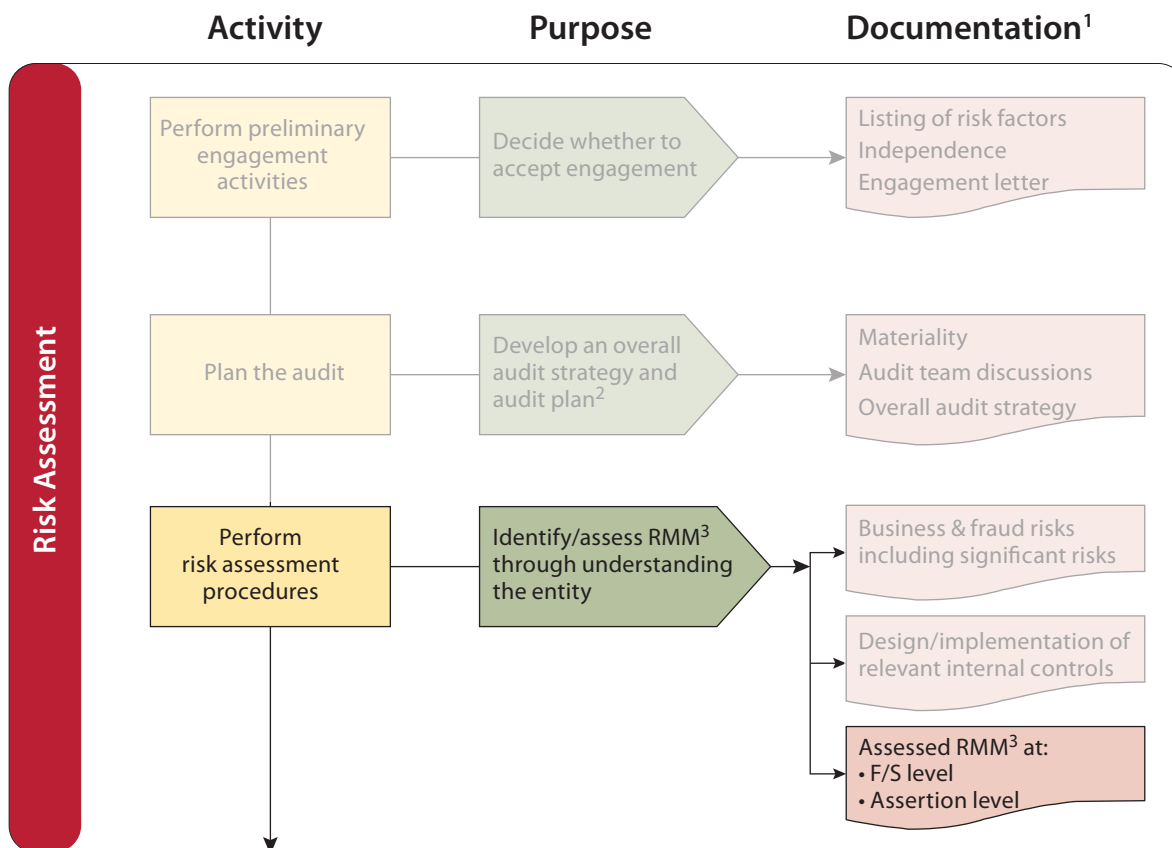 Activity
Purpose
Documentation¹
Risk Assessment
Perform preliminary
engagement
activities
Decide whether to
accept engagement
Listing of risk factors
Independence
Engagement letter
Plan the audit
Develop an overall
audit strategy and
audit plan²
Materiality
Audit team discussions
Overall audit strategy
Perform
risk assessment
procedures
Identify/assess RMM³
through understanding
the entity
Business & fraud risks
including significant risks
Design/implementation of
relevant internal controls
Assessed RMM³ at:
• F/S level
• Assertion level